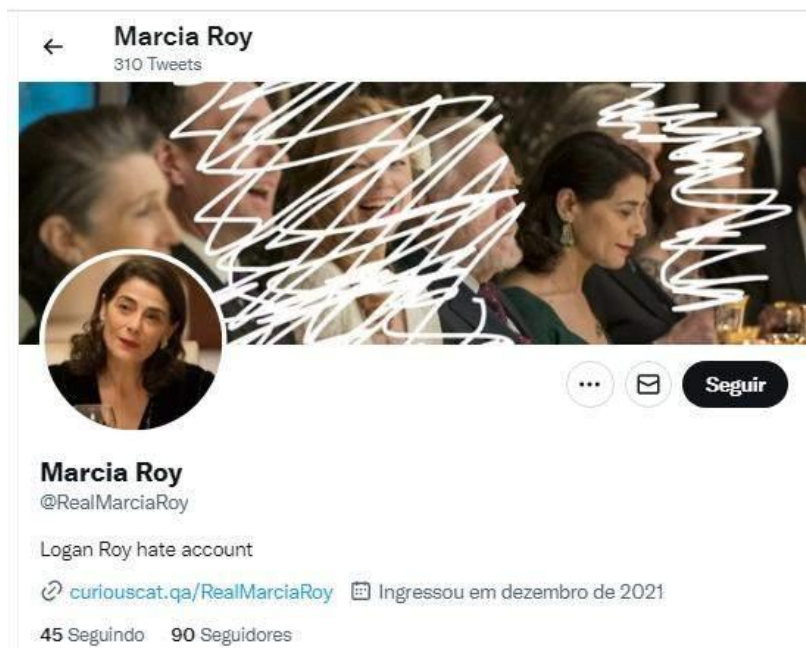 Marcia Roy
310 Tweets
Seguir
Marcia Roy
@RealMarciaRoy
Logan Roy hate account
curiouscat.qa/RealMarciaRoy Ingressou em dezembro de 2021
45 Seguindo 90 Seguidores